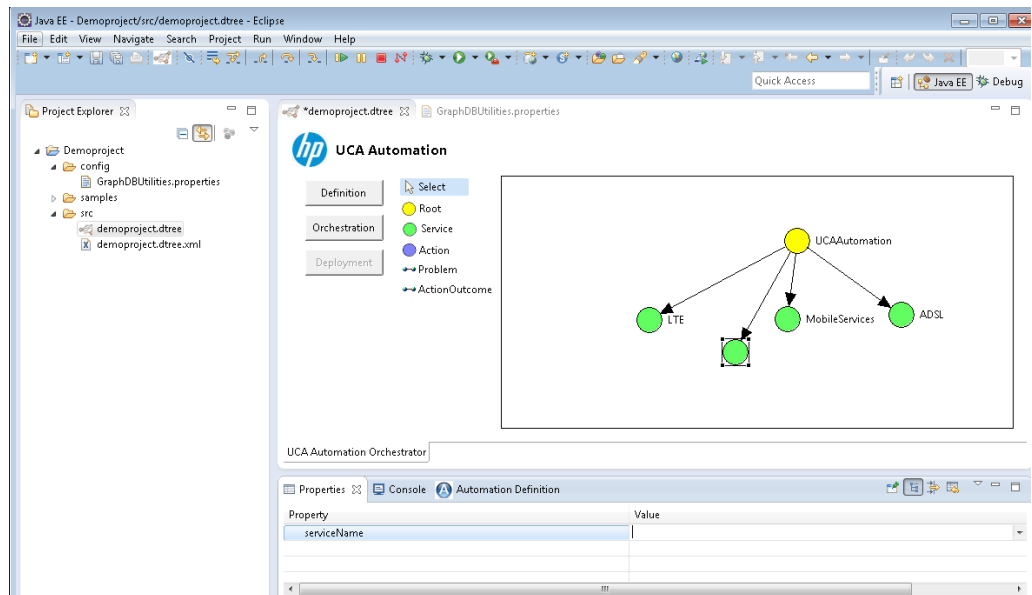 Java EE - Demoproject/src/demoproject.dtree - Eclipse
File Edit View Navigate Search Project Run Window Help
Quick Access Java EE Debug
Project Explorer
*demoproject.dtree GraphDBUtilities.properties
Demoproject
config
GraphDBUtilities.properties
samples
src
demoproject.dtree
demoproject.dtree.xml
hp UCA Automation
Definition
Orchestration
Deployment
Select
Root
Service
Action
Problem
ActionOutcome
UCAAutomation
LTE
MobileServices
ADSL
UCA Automation Orchestrator
Properties Console Automation Definition
Property Value
serviceName